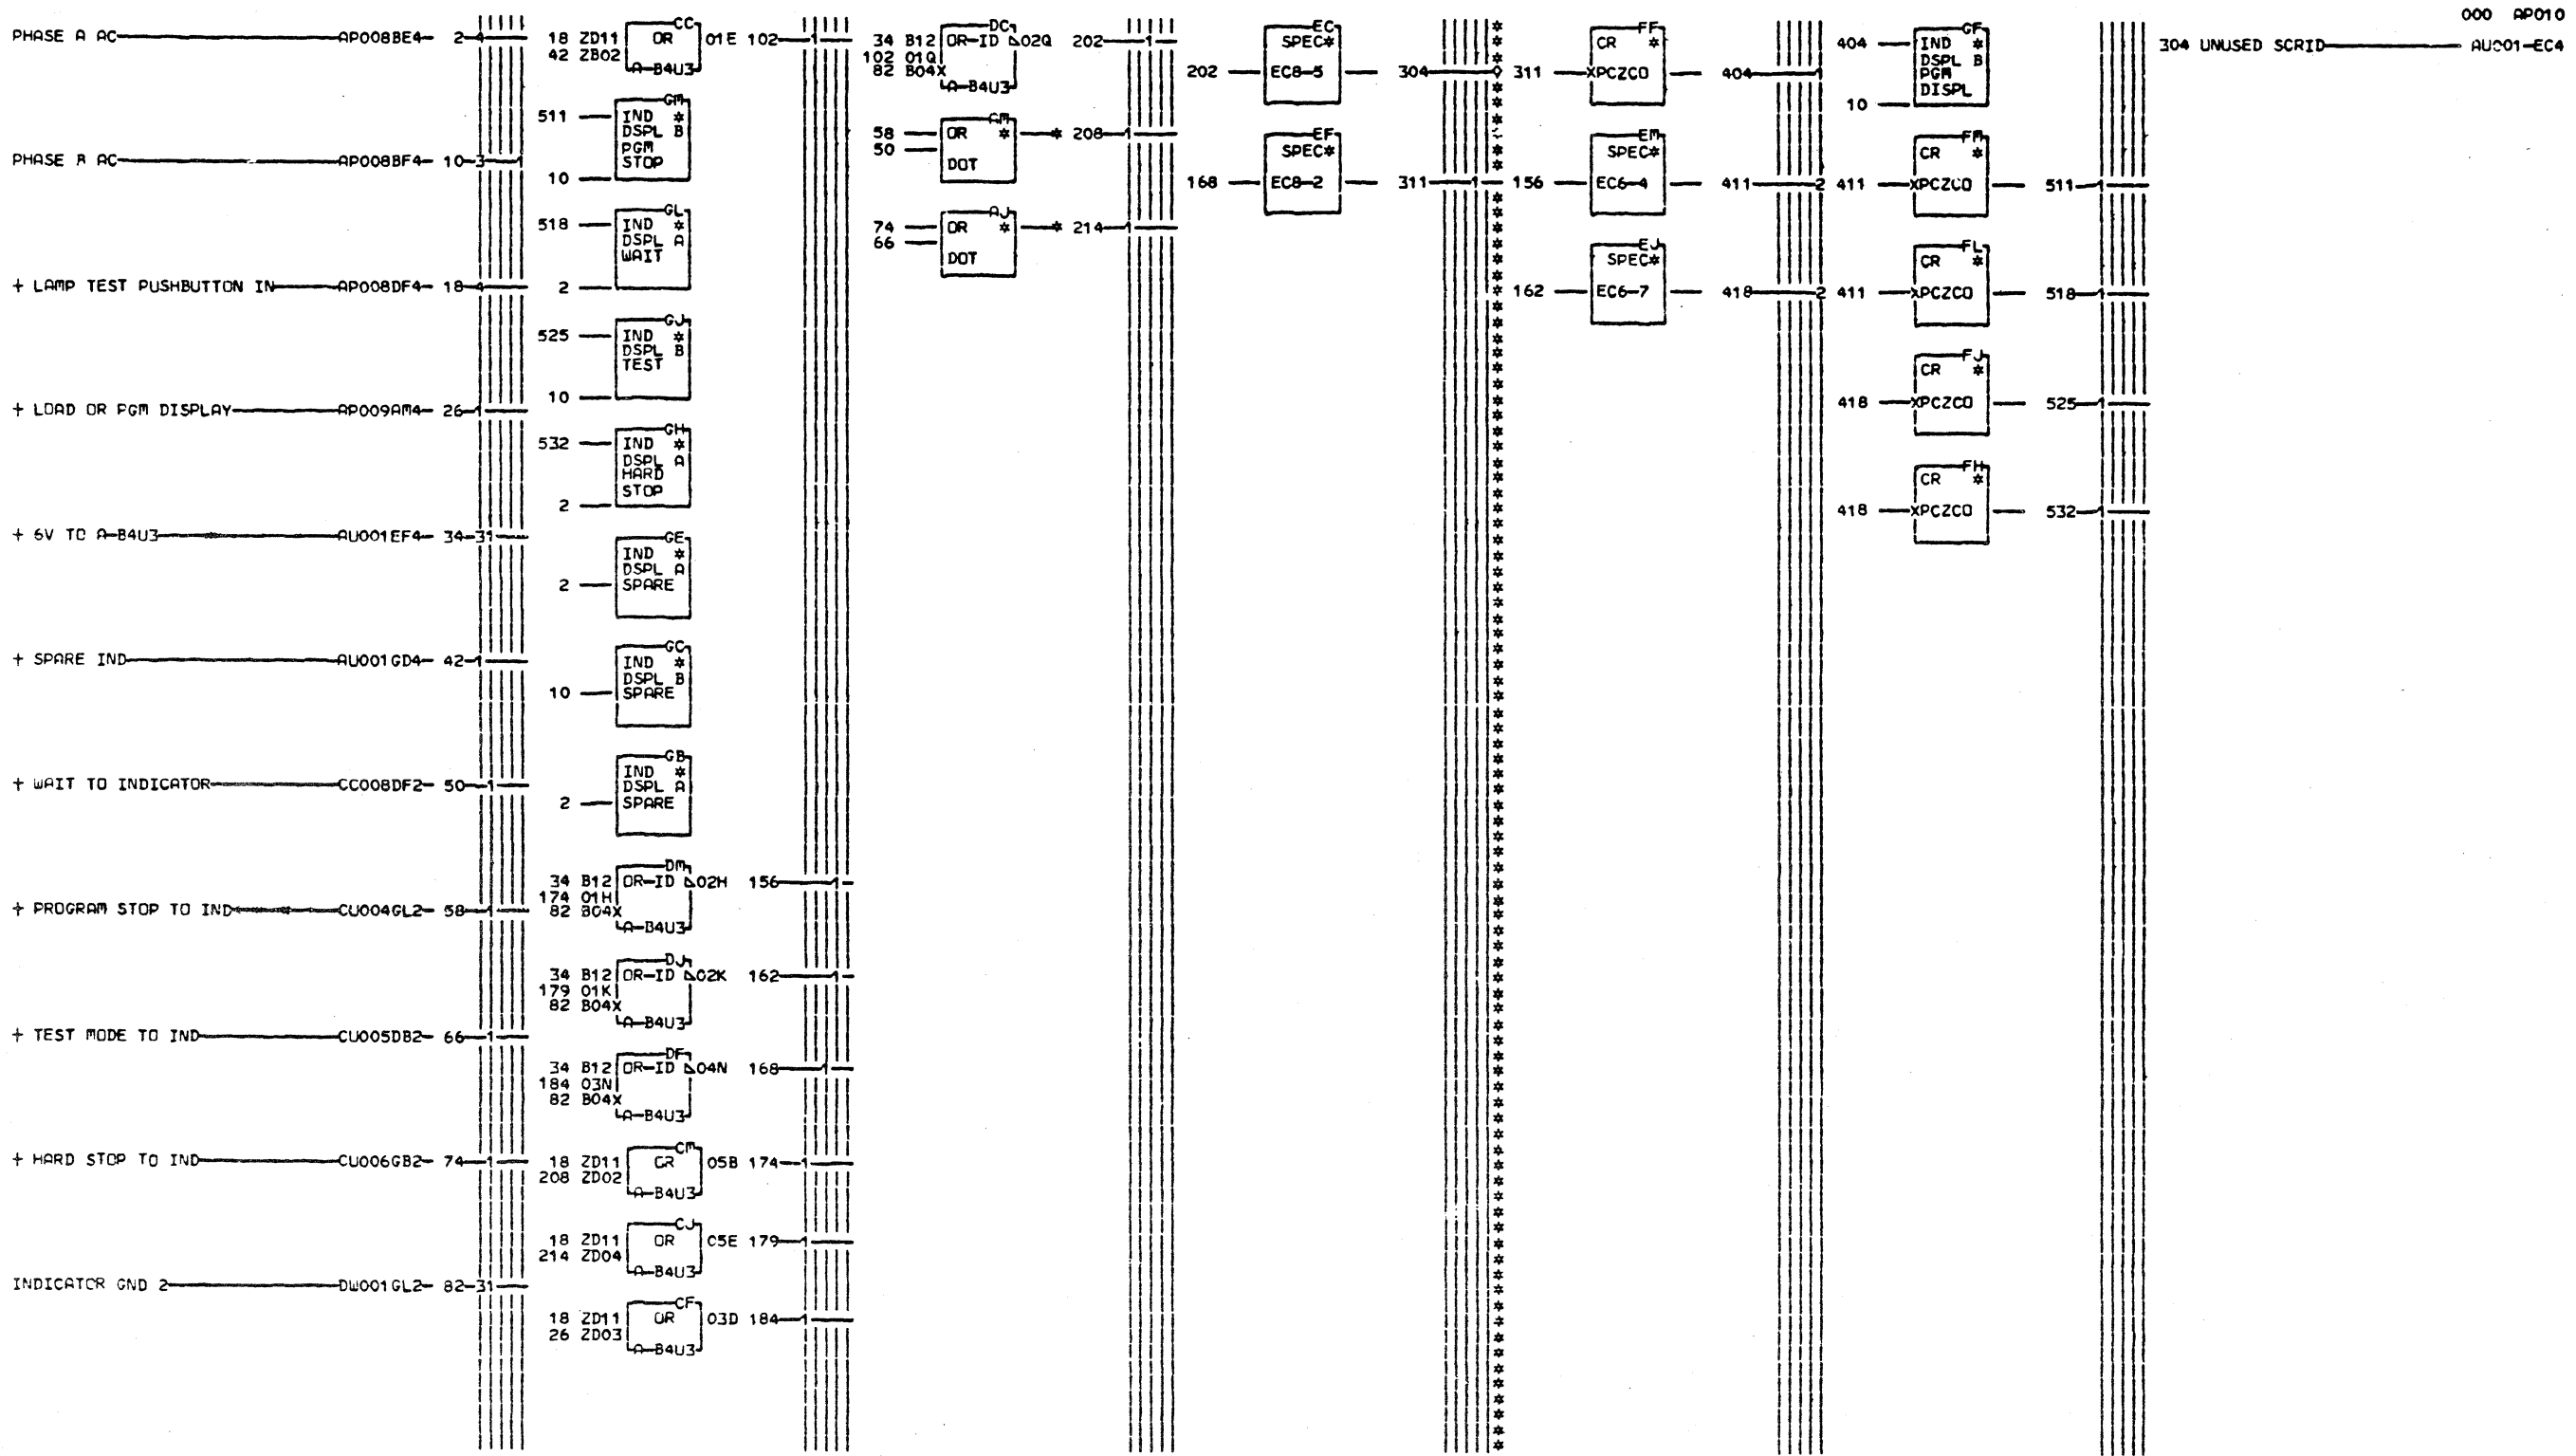 000 AP010
PHASE A AC AP008BE4 2 4
PHASE B AC AP008BF4 10 3 1
+ LAMP TEST PUSHBUTTON IN AP008DF4 18 4
+ LOAD OR PGM DISPLAY AP009AM4 26 1
+ 6V TO A-B4U3 AU001EF4 34 31
+ SPARE IND AU001GD4 42 1
+ WAIT TO INDICATOR CC008DF2 50 1
+ PROGRAM STOP TO IND CU004GL2 58 1
+ TEST MODE TO IND CU005DB2 66 1
+ HARD STOP TO IND CU006GB2 74 1
INDICATOR GND 2 DW001GL2 82 31
CC
18 ZD11 OR 01E 102 1
42 ZB02
A-B4U3
GM
511 IND *
DSPL B
PGM
STOP
10
GL
518 IND *
DSPL A
WAIT
2
GJ
525 IND *
DSPL B
TEST
10
GH
532 IND *
DSPL A
HARD
STOP
2
GE
IND *
DSPL A
2 SPARE
GC
IND *
DSPL B
10 SPARE
GB
IND *
DSPL A
2 SPARE
DM
34 B12 OR-ID 02H 156 1
174 01H
82 B04X
A-B4U3
DJ
34 B12 OR-ID 02K 162 1
179 01K
82 B04X
A-B4U3
DF
34 B12 OR-ID 04N 168 1
184 03N
82 B04X
A-B4U3
CM
18 ZD11 OR 05B 174 1
208 ZD02
A-B4U3
CJ
18 ZD11 OR 05E 179 1
214 ZD04
A-B4U3
CF
18 ZD11 OR 03D 184 1
26 ZD03
A-B4U3
DC
34 B12 OR-ID 02Q 202 1
102 01Q
82 B04X
A-B4U3
58 OR * * 208 1
50
DOT
AJ
74 OR * * 214 1
66
DOT
EC
SPEC*
202 EC8-5 304
EF
SPEC*
168 EC8-2 311 1
FF
CR *
311 XPCZCO 404 1
EM
SPEC*
156 EC6-4 411 2
EJ
SPEC*
162 EC6-7 418 2
GF
404 IND *
DSPL B
PGM
DISPL
10
FM
CR *
411 XPCZCO 511 1
FL
CR *
411 XPCZCO 518 1
FJ
CR *
418 XPCZCO 525 1
FH
CR *
418 XPCZCO 532 1
304 UNUSED SCRID AU001-EC4